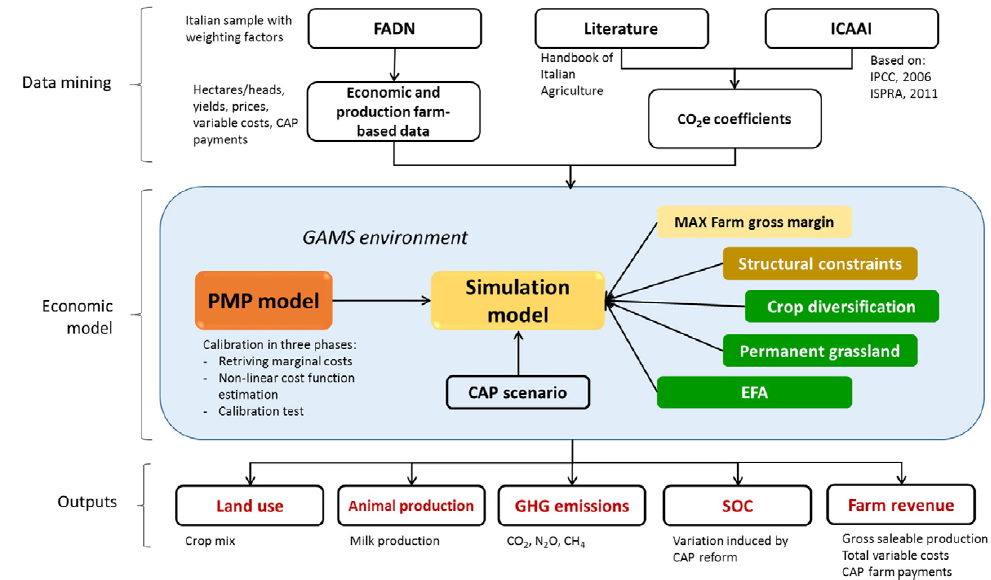 Italian sample with
weighting factors
FADN
Literature
ICAAI
Data mining
Hectares/heads,
yields, prices,
variable costs, CAP
payments
Economic and
production farm-
based data
Handbook of
Italian
Agriculture
CO₂e coefficients
Based on:
IPCC, 2006
ISPRA, 2011
Economic
model
GAMS environment
PMP model
Simulation
model
MAX Farm gross margin
Structural constraints
Crop diversification
Permanent grassland
EFA
Calibration in three phases:
- Retriving marginal costs
- Non-linear cost function
estimation
- Calibration test
CAP scenario
Outputs
Land use
Animal production
GHG emissions
SOC
Farm revenue
Crop mix
Milk production
CO₂, N₂O, CH₄
Variation induced by
CAP reform
Gross saleable production
Total variable costs
CAP farm payments